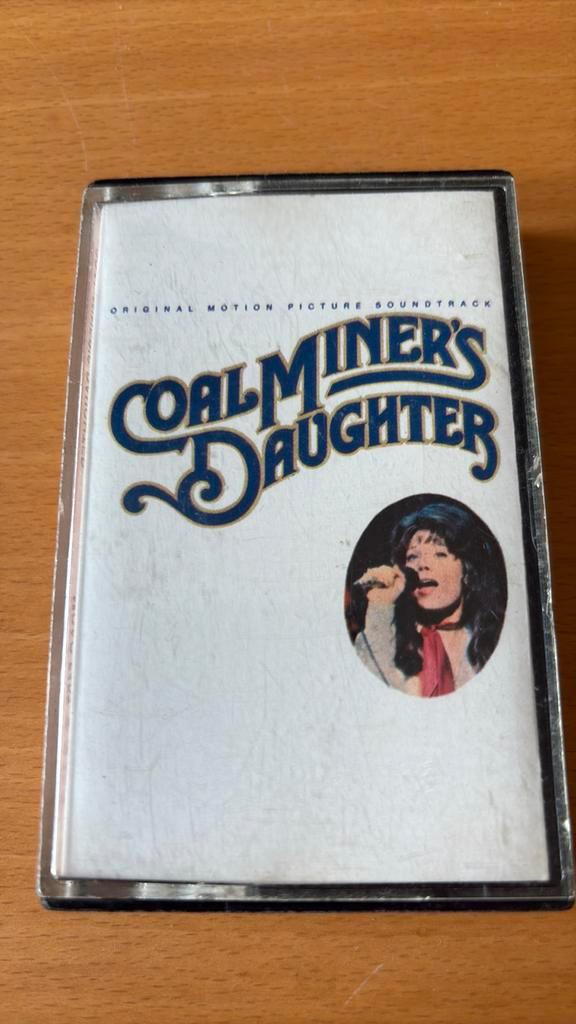 ORIGINAL MOTION PICTURE SOUNDTRACK
COAL MINER'S
DAUGHTER